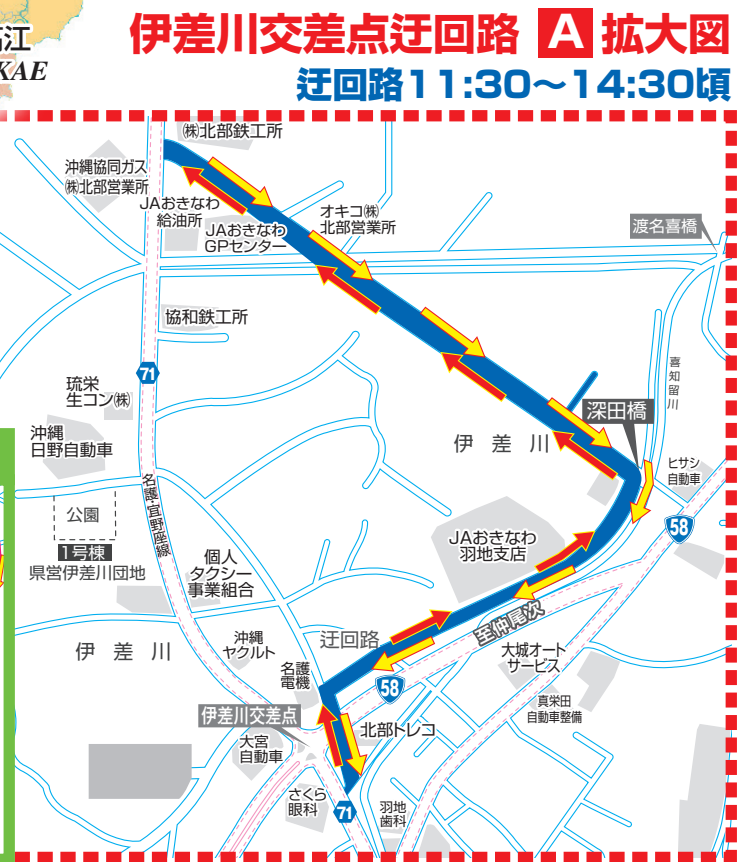 江
KAE
伊差川交差点迂回路 A 拡大図
迂回路11:30〜14:30頃
㈱北部鉄工所
沖縄協同ガス
㈱北部営業所
JAおきなわ
給油所
JAおきなわ
GPセンター
オキコ㈱
北部営業所
渡名喜橋
協和鉄工所
71
琉栄
生コン㈱
喜知留川
深田橋
沖縄
日野自動車
伊差川
ヒサシ
自動車
名護・宜野座線
公園
58
1号棟
県営伊差川団地
JAおきなわ
羽地支店
個人
タクシー
事業組合
伊差川
沖縄
ヤクルト
迂回路
至仲尾次
大城オート
サービス
名護
電機
58
真栄田
自動車整備
伊差川交差点
北部トレコ
大宮
自動車
さくら
眼科
71
羽地
歯科